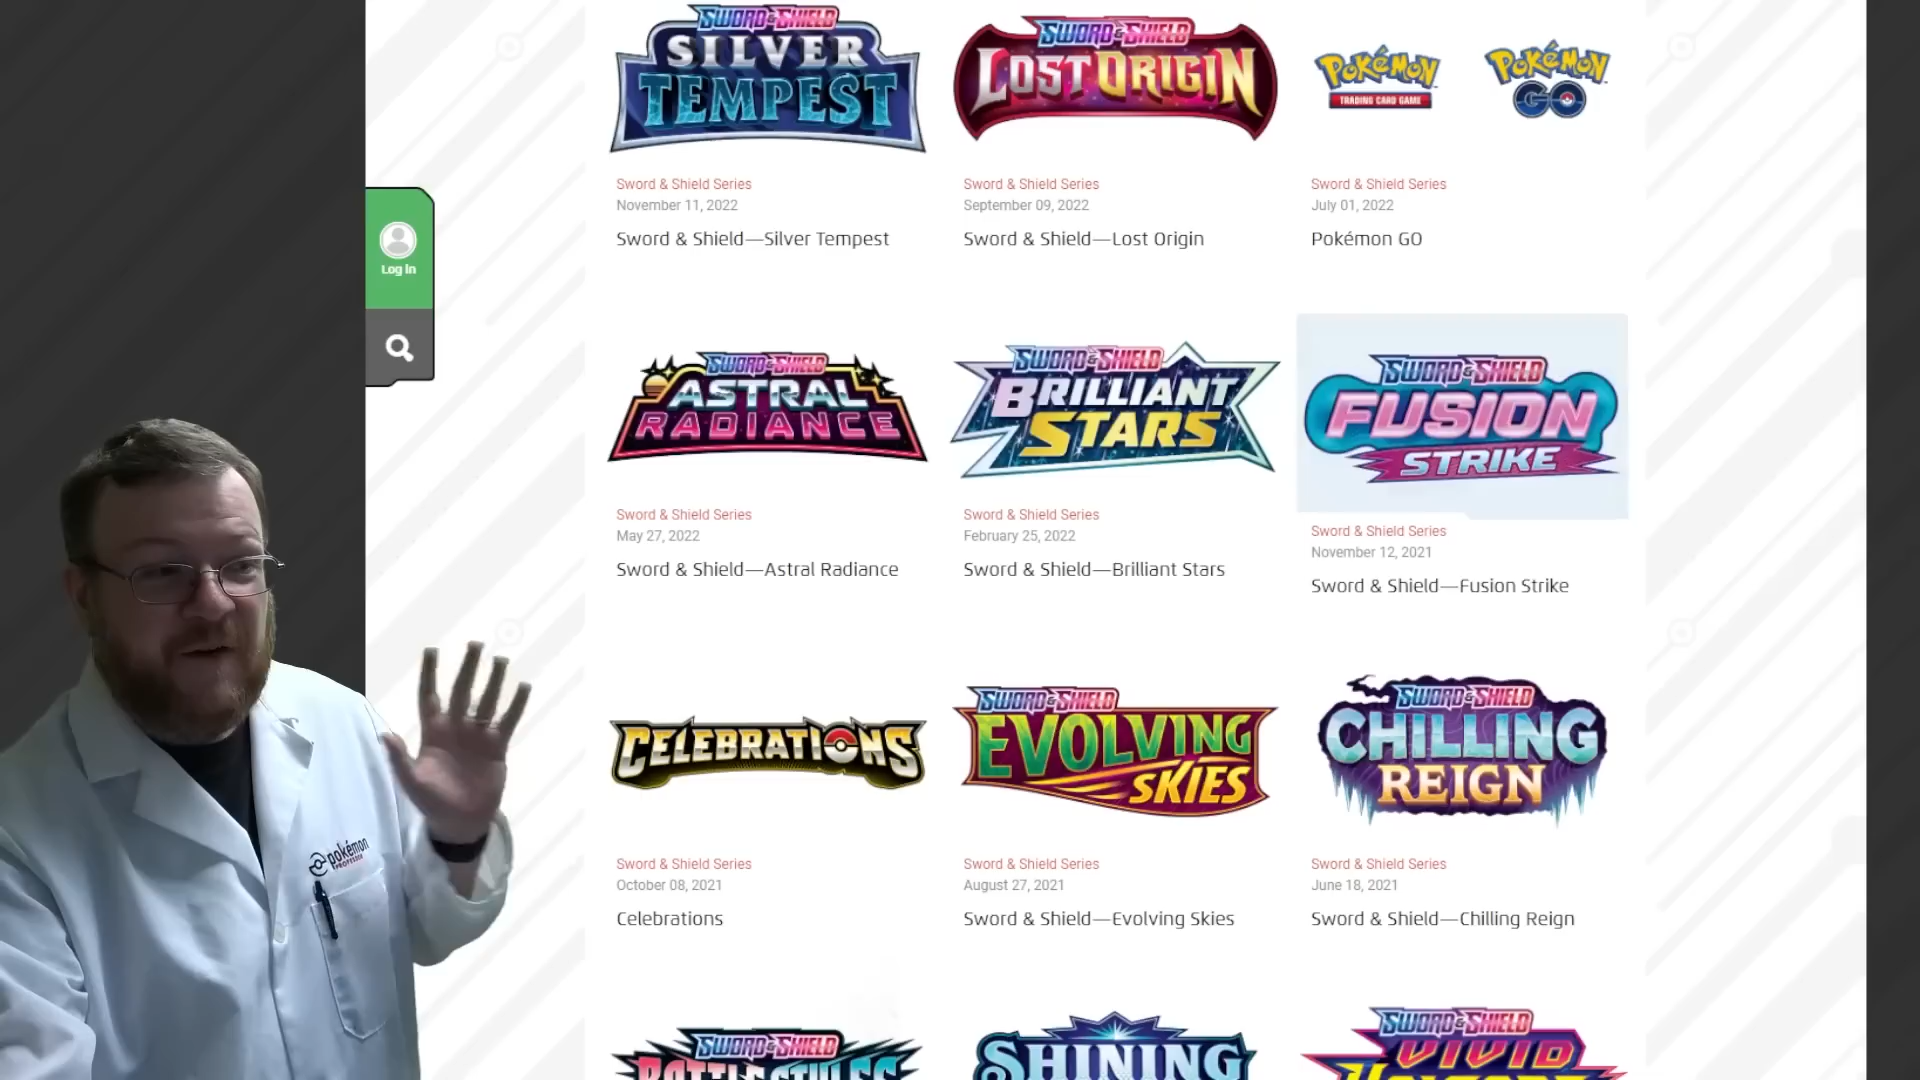 SWORD & SHIELD
SILVER
TEMPEST
Sword & Shield Series
November 11, 2022
Sword & Shield—Silver Tempest
SWORD & SHIELD
LOST ORIGIN
Sword & Shield Series
September 09, 2022
Sword & Shield—Lost Origin
POKéMON
TRADING CARD GAME
POKéMON
GO
Sword & Shield Series
July 01, 2022
Pokémon GO
Log in
SWORD & SHIELD
ASTRAL
RADIANCE
Sword & Shield Series
May 27, 2022
Sword & Shield—Astral Radiance
SWORD & SHIELD
BRILLIANT
STARS
Sword & Shield Series
February 25, 2022
Sword & Shield—Brilliant Stars
SWORD & SHIELD
FUSION
STRIKE
Sword & Shield Series
November 12, 2021
Sword & Shield—Fusion Strike
CELEBRATIONS
Sword & Shield Series
October 08, 2021
Celebrations
SWORD & SHIELD
EVOLVING
SKIES
Sword & Shield Series
August 27, 2021
Sword & Shield—Evolving Skies
SWORD & SHIELD
CHILLING
REIGN
Sword & Shield Series
June 18, 2021
Sword & Shield—Chilling Reign
pokémon
PROFESSOR
SWORD & SHIELD
BATTLE STYLES
SHINING
SWORD & SHIELD
VIVID
VOLTAGE